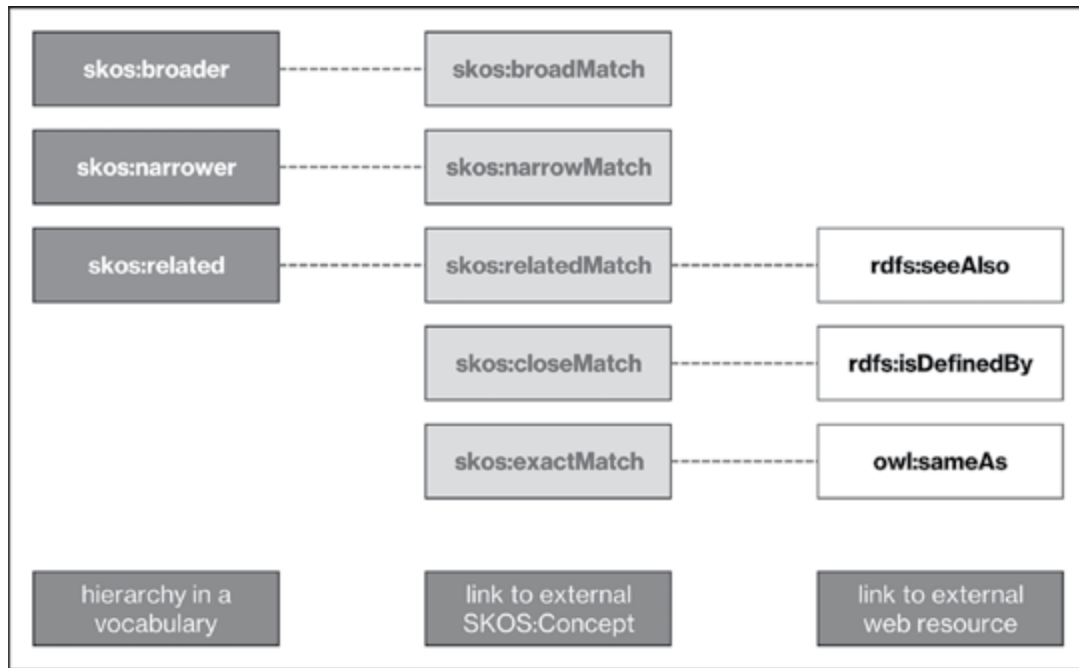 skos:broader
skos:broadMatch
skos:narrower
skos:narrowMatch
skos:related
skos:relatedMatch
rdfs:seeAlso
skos:closeMatch
rdfs:isDefinedBy
skos:exactMatch
owl:sameAs
hierarchy in a
vocabulary
link to external
SKOS:Concept
link to external
web resource